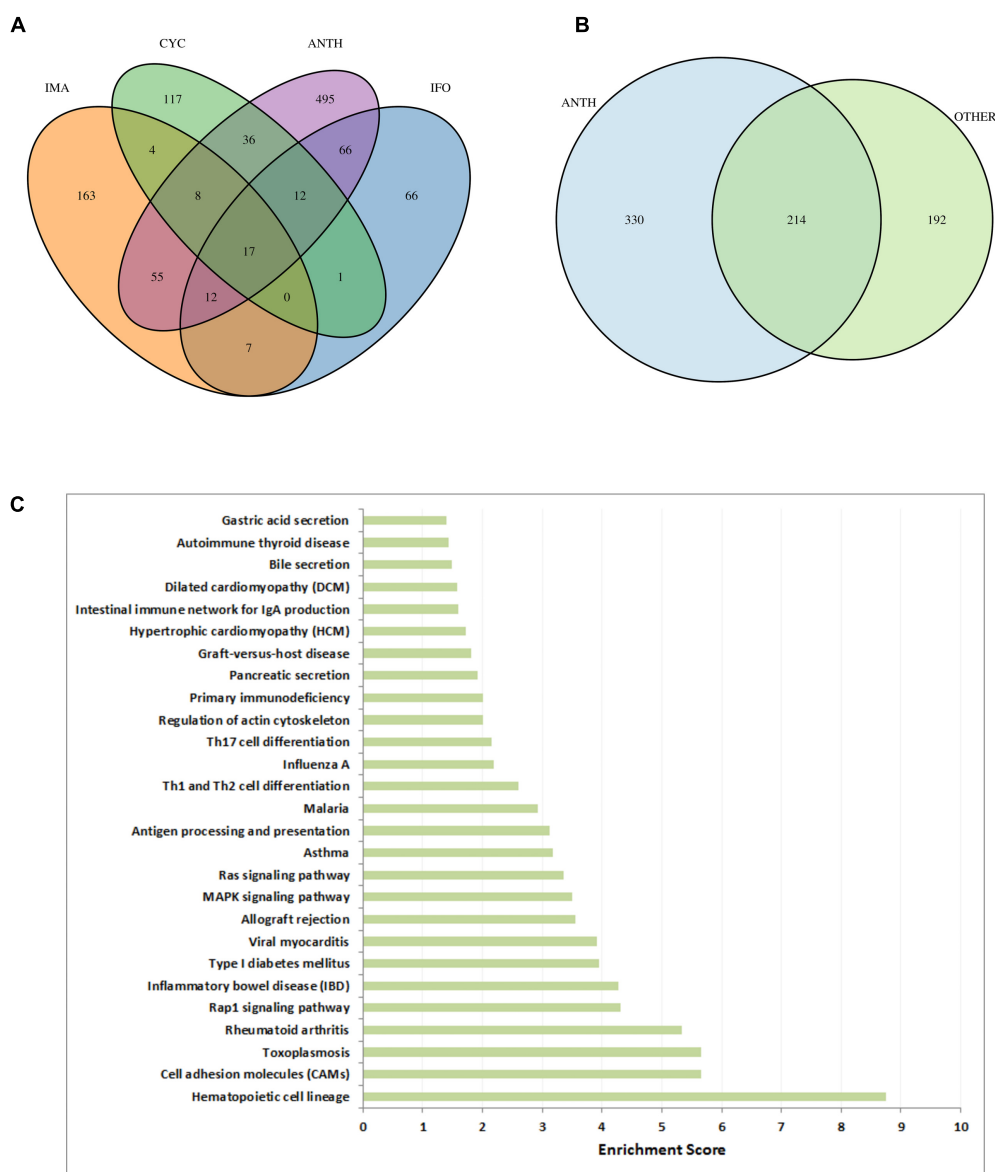 A
CYC
ANTH
IMA
IFO
117
495
4
36
66
163
8
12
66
17
55
12
0
1
7
B
ANTH
OTHER
330
214
192
C
Gastric acid secretion
Autoimmune thyroid disease
Bile secretion
Dilated cardiomyopathy (DCM)
Intestinal immune network for IgA production
Hypertrophic cardiomyopathy (HCM)
Graft-versus-host disease
Pancreatic secretion
Primary immunodeficiency
Regulation of actin cytoskeleton
Th17 cell differentiation
Influenza A
Th1 and Th2 cell differentiation
Malaria
Antigen processing and presentation
Asthma
Ras signaling pathway
MAPK signaling pathway
Allograft rejection
Viral myocarditis
Type I diabetes mellitus
Inflammatory bowel disease (IBD)
Rap1 signaling pathway
Rheumatoid arthritis
Toxoplasmosis
Cell adhesion molecules (CAMs)
Hematopoietic cell lineage
0 1 2 3 4 5 6 7 8 9 10
Enrichment Score